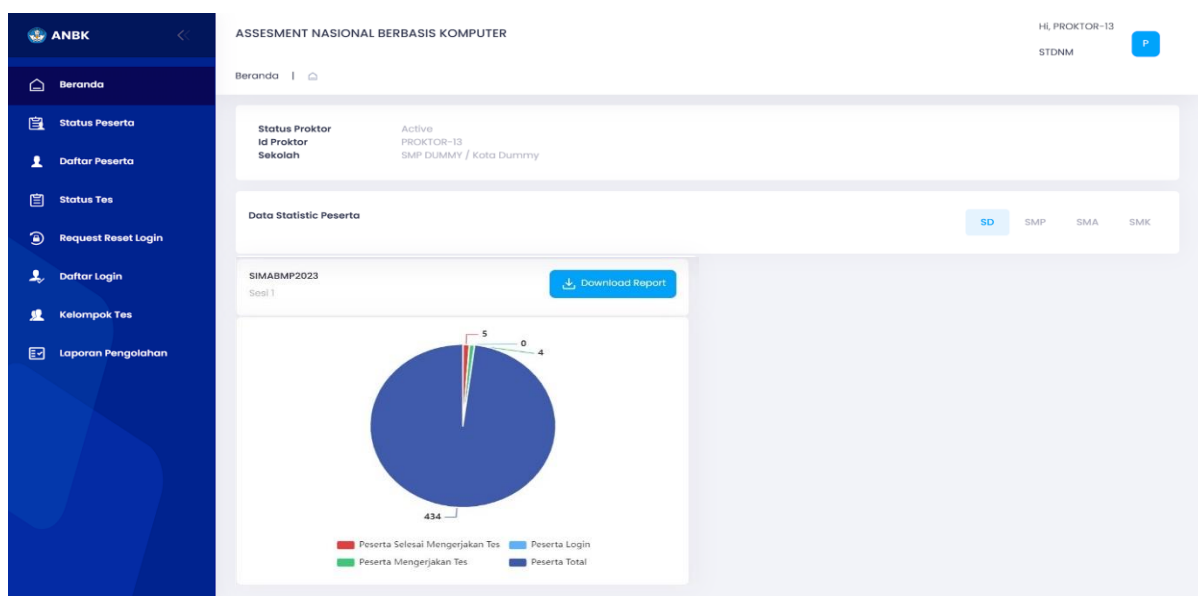 ANBK
Beranda
Status Peserta
Daftar Peserta
Status Tes
Request Reset Login
Daftar Login
Kelompok Tes
Laporan Pengolahan
ASSESMENT NASIONAL BERBASIS KOMPUTER
Hi, PROKTOR-13
STDNM
P
Beranda |
Status Proktor Active
Id Proktor PROKTOR-13
Sekolah SMP DUMMY / Kota Dummy
Data Statistic Peserta
SD SMP SMA SMK
SIMABMP2023
Sesi 1
Download Report
5
0
4
434
Peserta Selesai Mengerjakan Tes Peserta Login
Peserta Mengerjakan Tes Peserta Total